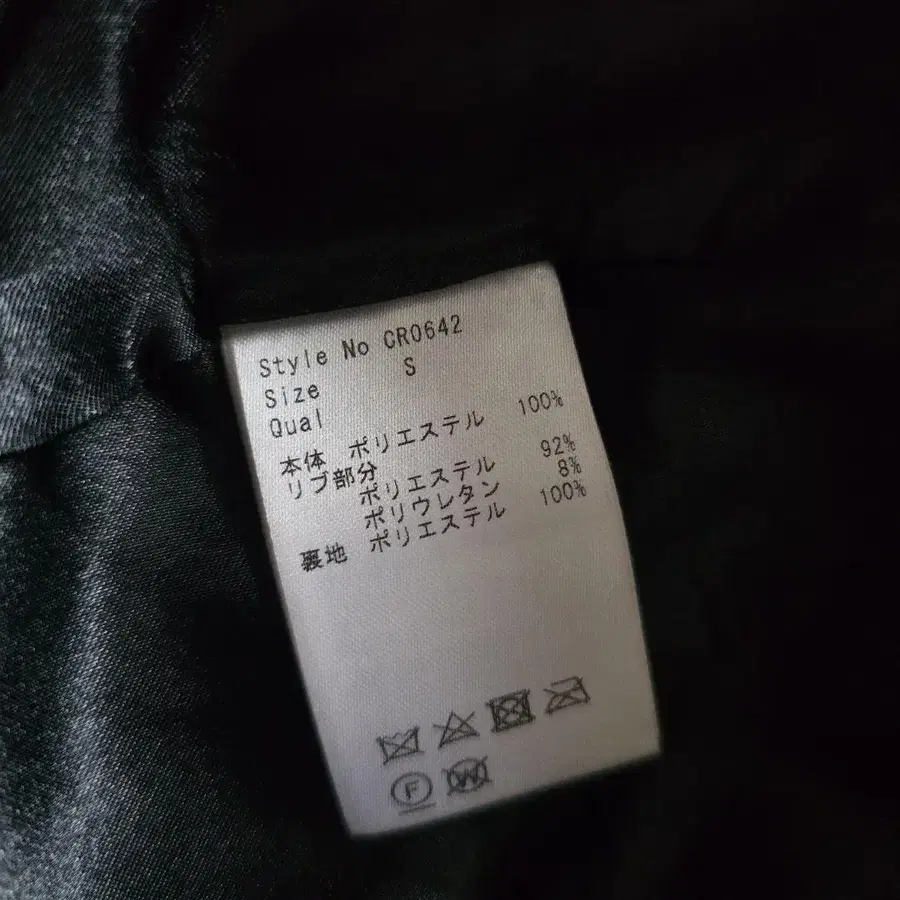 Style No CR0642
Size S
Qual
本体 ポリエステル 100%
リブ部分
ポリエステル 92%
ポリウレタン 8%
裏地 ポリエステル 100%
F W